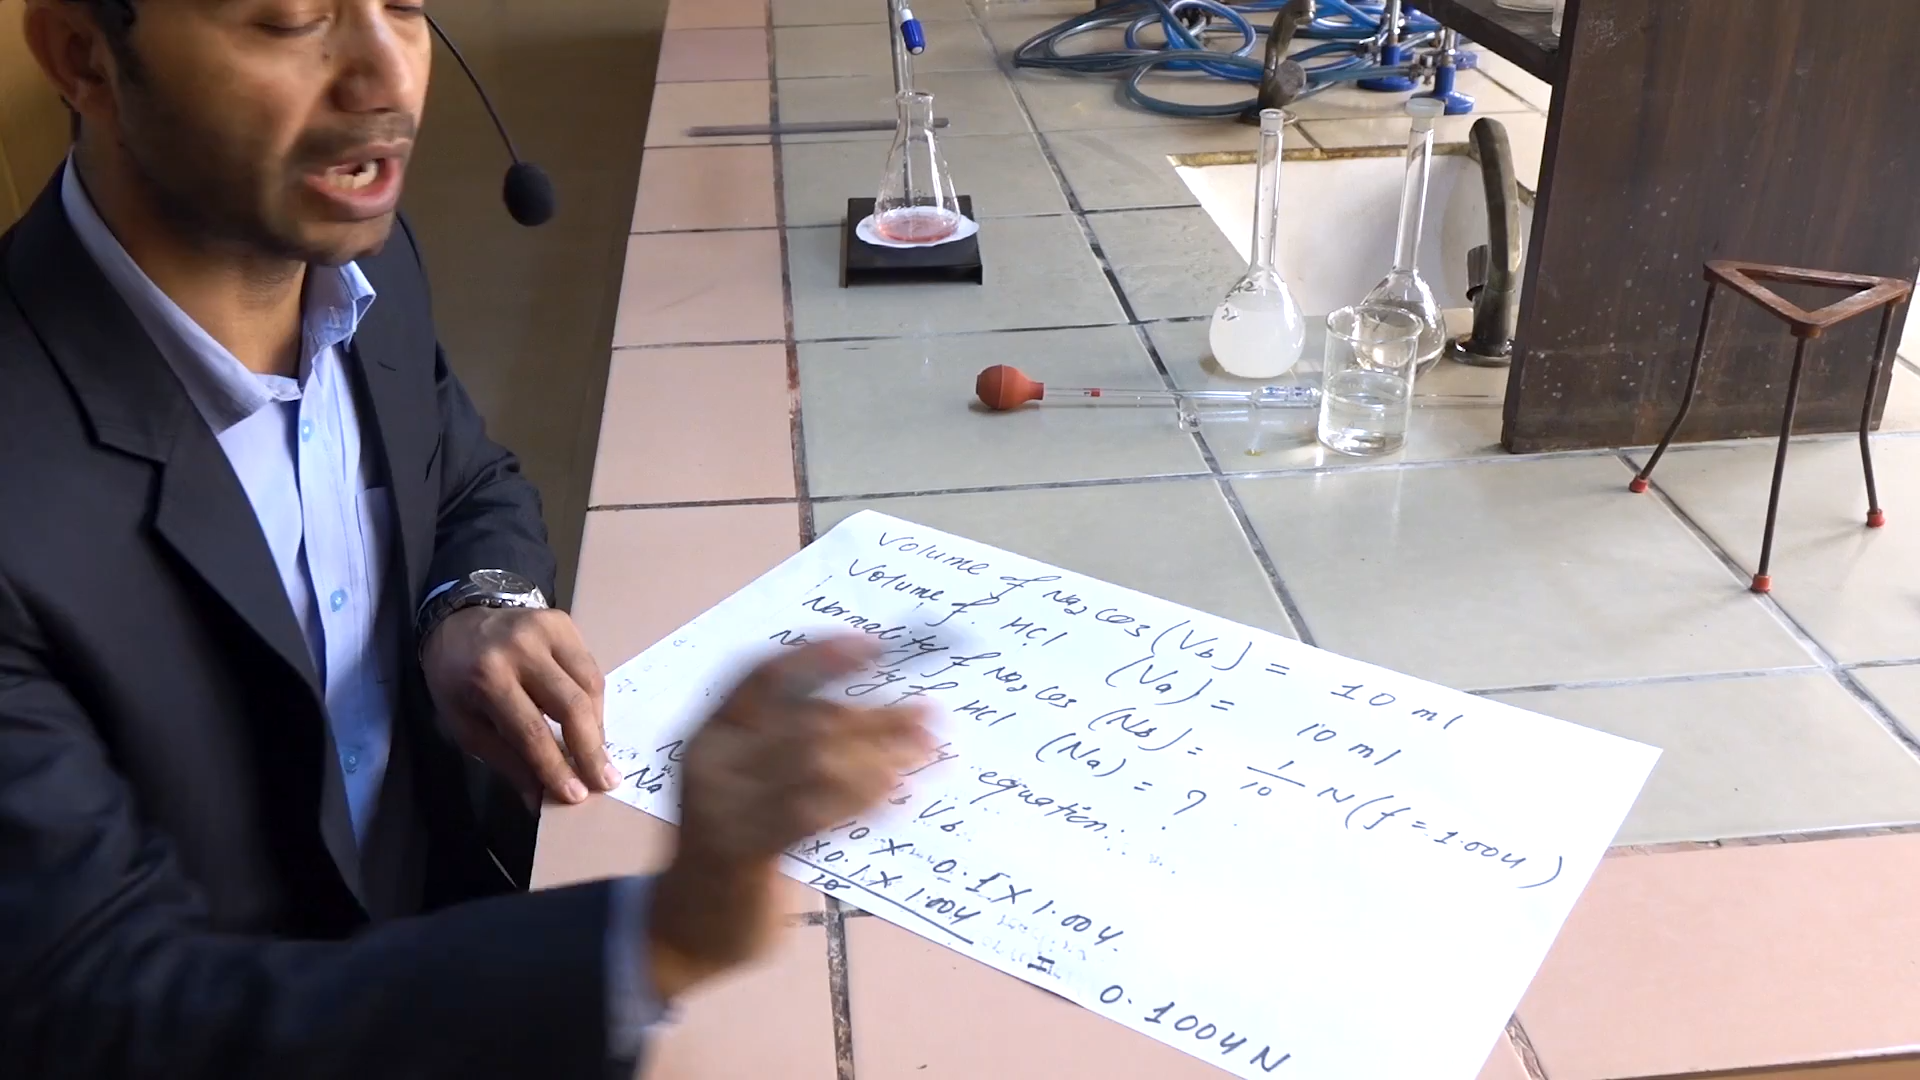 Volume of Na2CO3 (Vb) = 10 ml
Volume of HCl (Va) = 10 ml
Normality of Na2CO3 (Nb) = 1/10 N (f = 1.004)
of HCl (Na) = ?
equation
Na Vb
10 X 0.1 X 1.004
X 0.1 X 1.004
10
= 0.1004 N